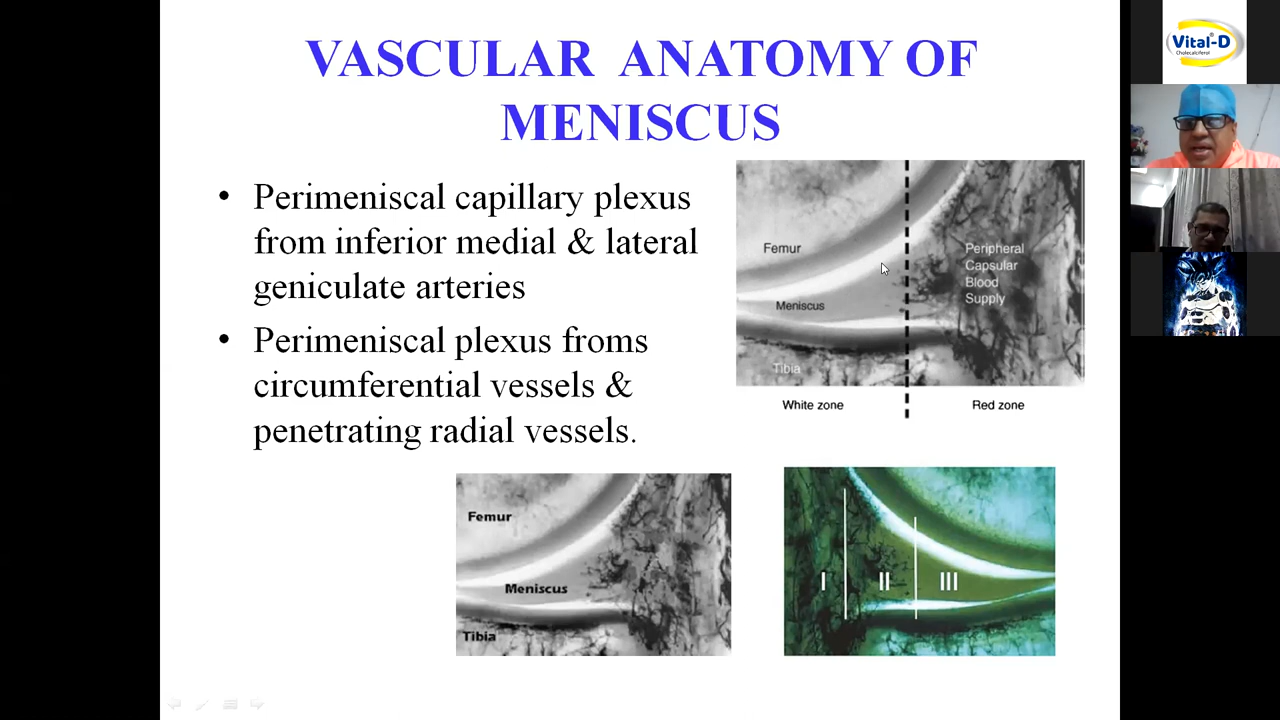 VASCULAR ANATOMY OF
MENISCUS
• Perimeniscal capillary plexus
from inferior medial & lateral
geniculate arteries
• Perimeniscal plexus froms
circumferential vessels &
penetrating radial vessels.
Femur
Peripheral
Capsular
Blood
Supply
Meniscus
Tibia
White zone
Red zone
Femur
Meniscus
Tibia
I
II
III
Vital-D
Cholecalciferol